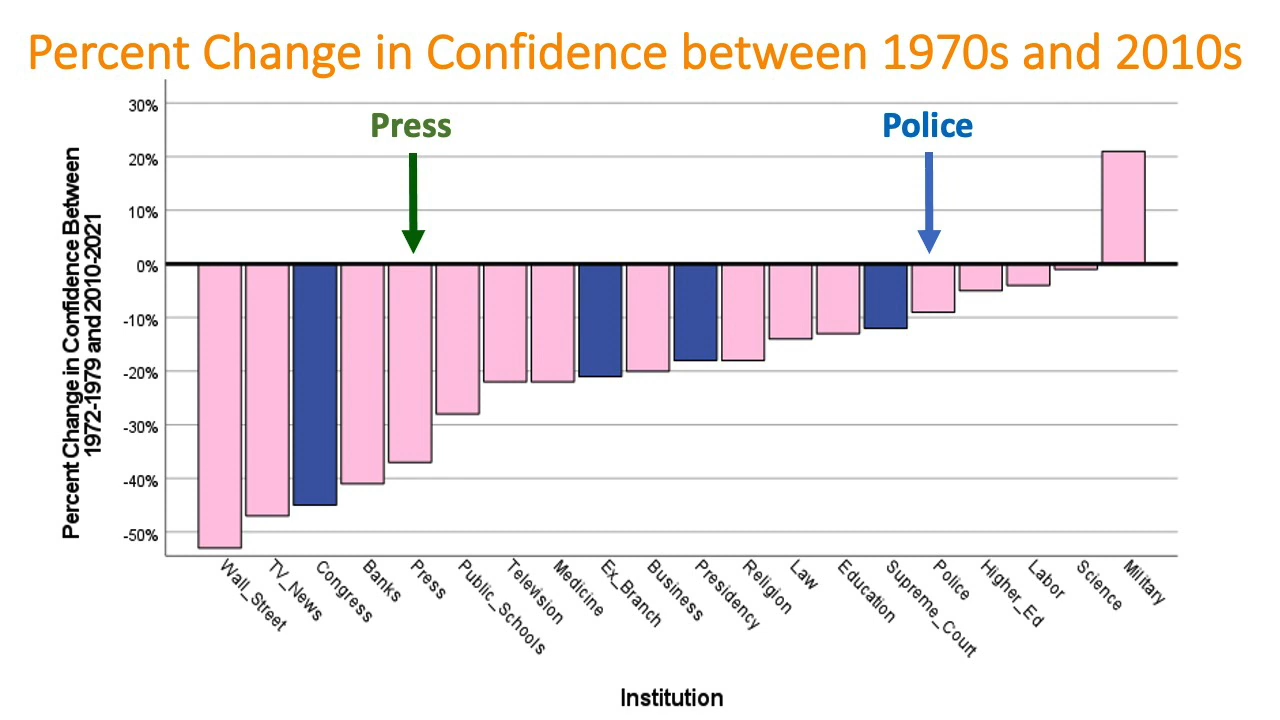 Percent Change in Confidence between 1970s and 2010s
Press
Police
Percent Change in Confidence Between
1972-1979 and 2010-2021
30%
20%
10%
0%
-10%
-20%
-30%
-40%
-50%
Wall_Street
TV_News
Congress
Banks
Press
Public_Schools
Television
Medicine
Ex_Branch
Business
Presidency
Religion
Law
Education
Supreme_Court
Police
Higher_Ed
Labor
Science
Military
Institution